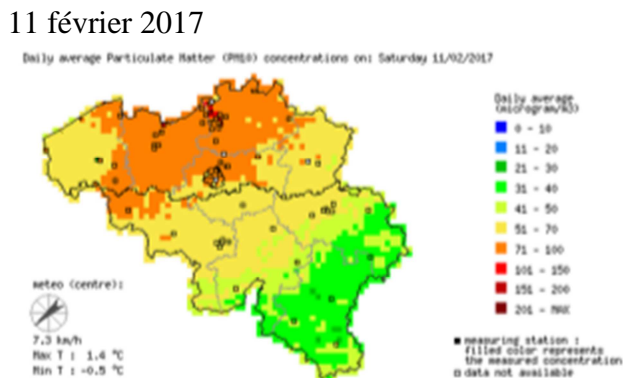 11 février 2017
Daily average Particulate Matter (PM10) concentrations on: Saturday 11/02/2017
Daily average
(microgram/m3)
0 - 10
11 - 20
21 - 30
31 - 40
41 - 50
51 - 70
71 - 100
101 - 150
151 - 200
201 - MAX
meteo (centre):
7.3 km/h
Max T : 1.4 °C
Min T : -0.5 °C
measuring station :
filled color represents
the measured concentration
data not available